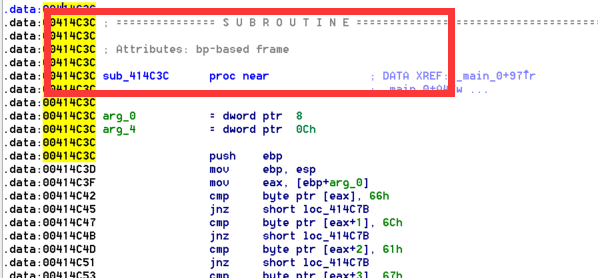 .data:00414C3C
.data:00414C3C ; =============== S U B R O U T I N E =======================================
.data:00414C3C
.data:00414C3C ; Attributes: bp-based frame
.data:00414C3C
.data:00414C3C sub_414C3C proc near ; DATA XREF: _main_0+97↑r
.data:00414C3C ; _main_0+ ...
.data:00414C3C
.data:00414C3C arg_0 = dword ptr 8
.data:00414C3C arg_4 = dword ptr 0Ch
.data:00414C3C
.data:00414C3C push ebp
.data:00414C3D mov ebp, esp
.data:00414C3F mov eax, [ebp+arg_0]
.data:00414C42 cmp byte ptr [eax], 66h
.data:00414C45 jnz short loc_414C7B
.data:00414C47 cmp byte ptr [eax+1], 6Ch
.data:00414C4B jnz short loc_414C7B
.data:00414C4D cmp byte ptr [eax+2], 61h
.data:00414C51 jnz short loc_414C7B
.data:00414C53 cmp byte ptr [eax+3], 67h